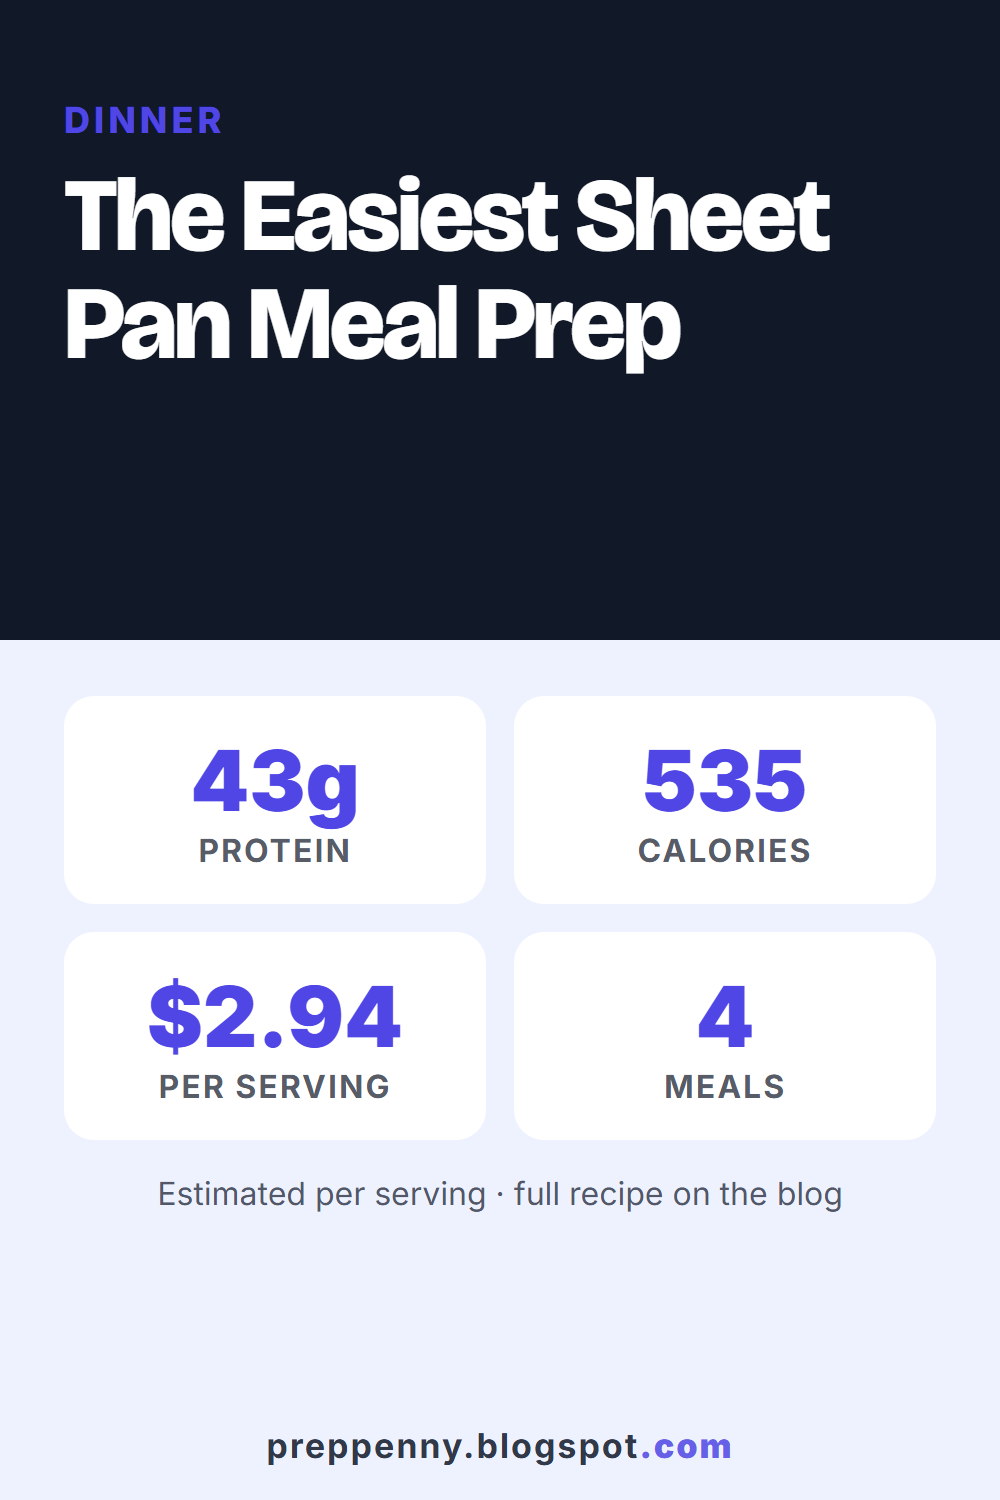 DINNER
The Easiest Sheet
Pan Meal Prep
43g
PROTEIN
535
CALORIES
$2.94
PER SERVING
4
MEALS
Estimated per serving · full recipe on the blog
preppenny.blogspot.com